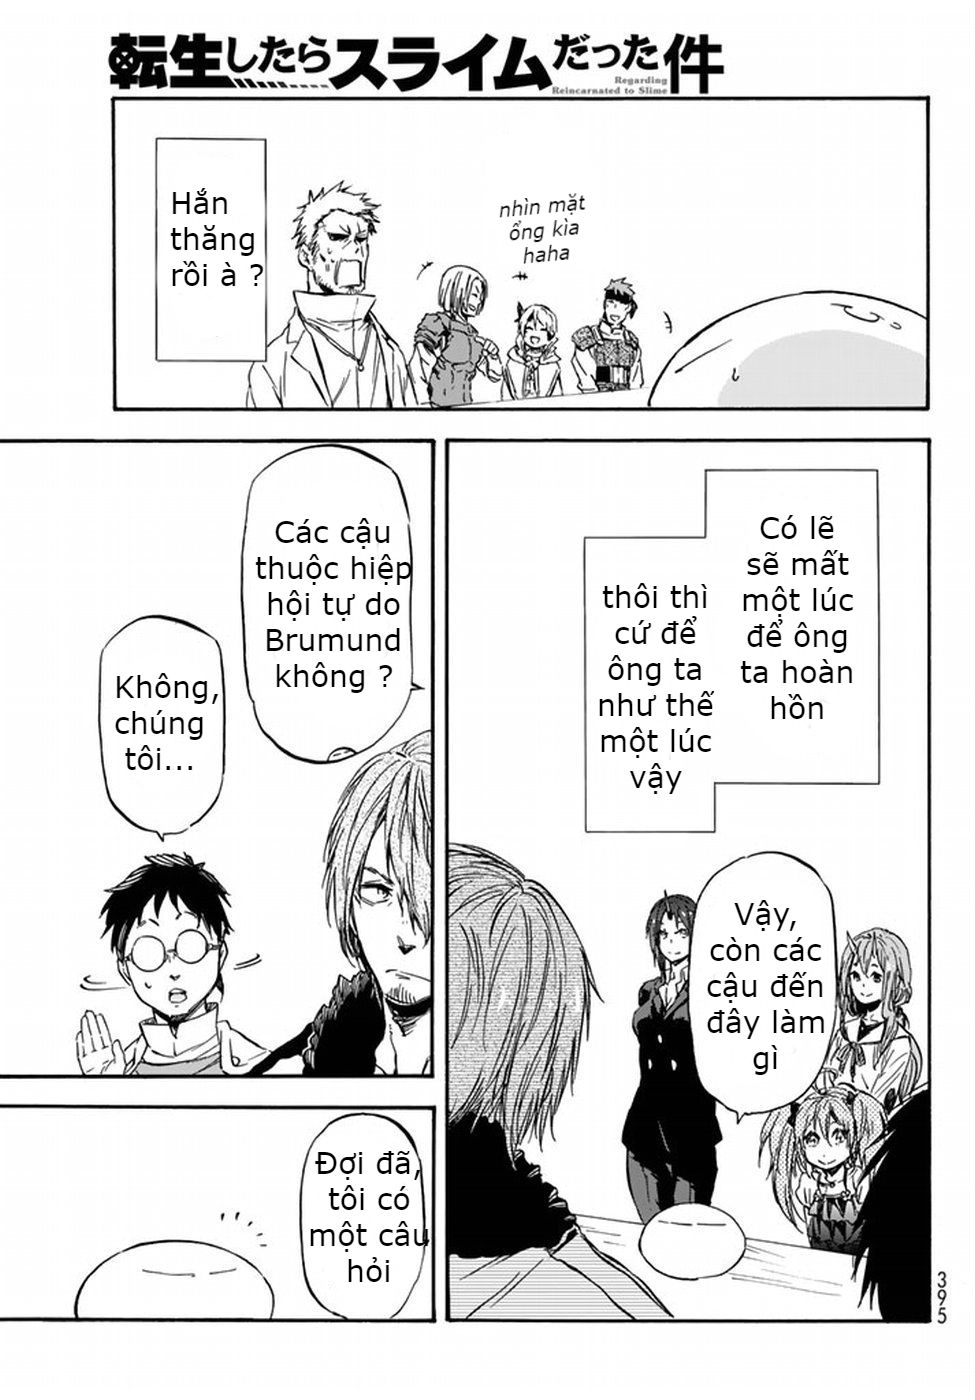 転生したらスライムだった件
Regarding
Reincarnated to Slime
Hắn
thăng
rồi à ?
nhìn mặt
ổng kìa
haha
Có lẽ
sẽ mất
một lúc
để ông
ta hoàn
hồn
thôi thì
cứ để
ông ta
như thế
một lúc
vậy
Vậy,
còn các
cậu đến
đây làm
gì
Các cậu
thuộc hiệp
hội tự do
Brumund
không ?
Không,
chúng
tôi...
Đợi đã,
tôi có
một câu
hỏi
395